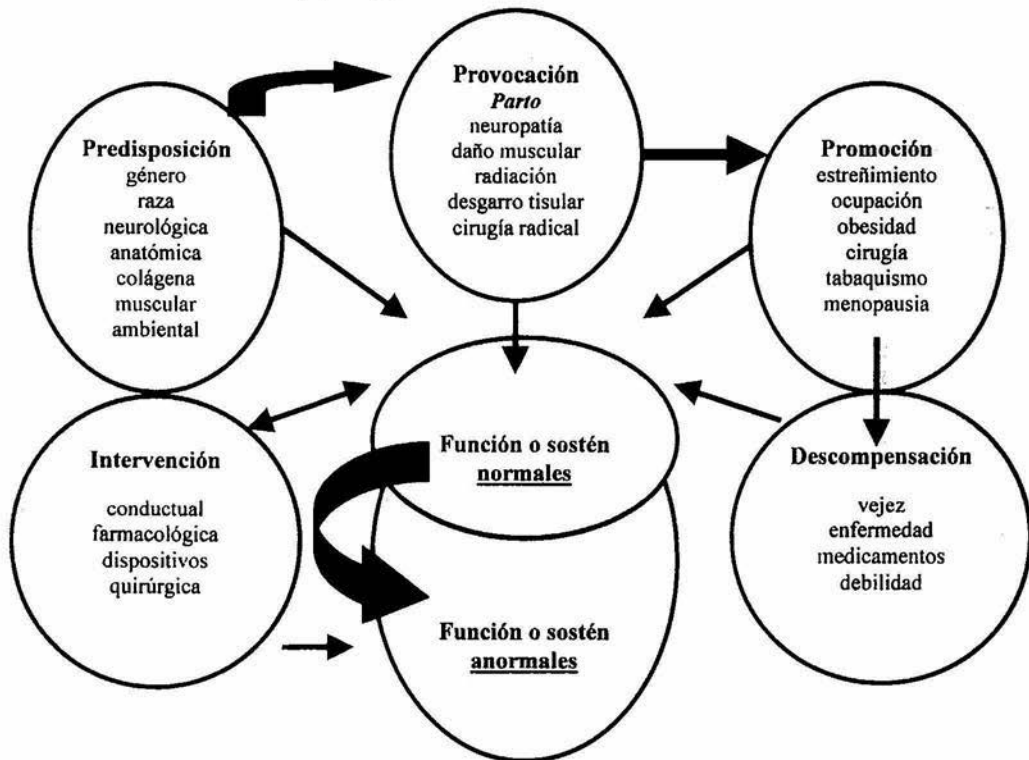 Provocación
Parto
neuropatía
daño muscular
radiación
desgarro tisular
cirugía radical
Predisposición
género
raza
neurológica
anatómica
colágena
muscular
ambiental
Promoción
estreñimiento
ocupación
obesidad
cirugía
tabaquismo
menopausia
Intervención
conductual
farmacológica
dispositivos
quirúrgica
Función o sostén
normales
Descompensación
vejez
enfermedad
medicamentos
debilidad
Función o sostén
anormales